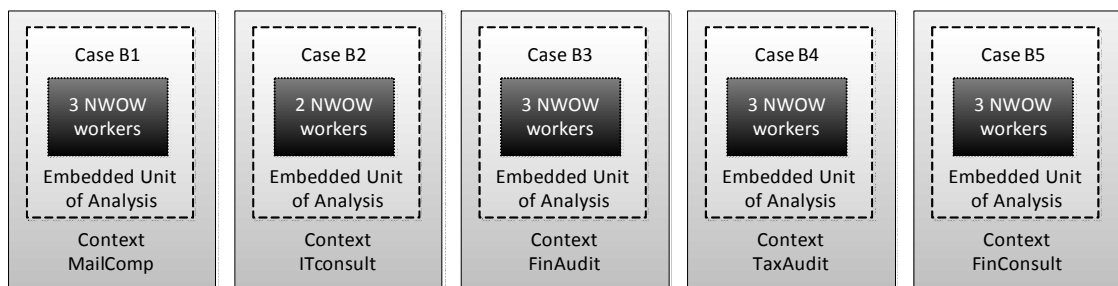 Case B1
3 NWOW
workers
Embedded Unit
of Analysis
Context
MailComp
Case B2
2 NWOW
workers
Embedded Unit
of Analysis
Context
ITconsult
Case B3
3 NWOW
workers
Embedded Unit
of Analysis
Context
FinAudit
Case B4
3 NWOW
workers
Embedded Unit
of Analysis
Context
TaxAudit
Case B5
3 NWOW
workers
Embedded Unit
of Analysis
Context
FinConsult